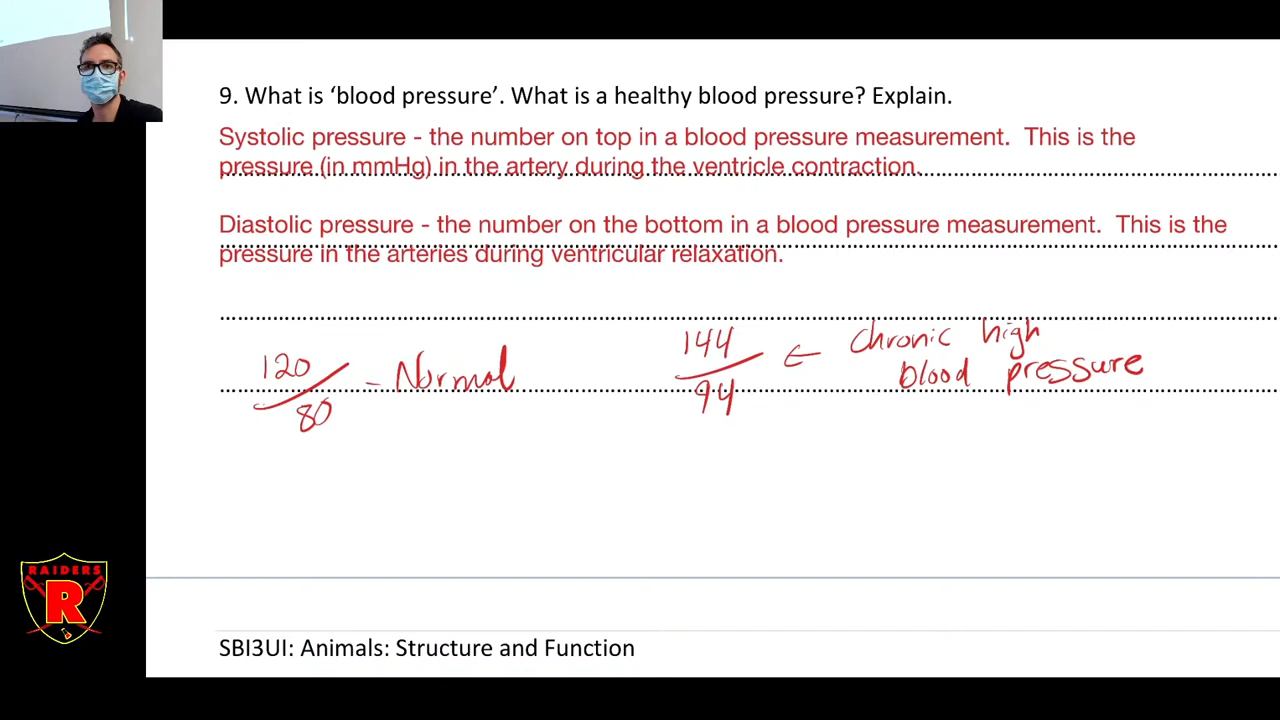 9. What is ‘blood pressure’. What is a healthy blood pressure? Explain.
Systolic pressure - the number on top in a blood pressure measurement. This is the
pressure (in mmHg) in the artery during the ventricle contraction.
Diastolic pressure - the number on the bottom in a blood pressure measurement. This is the
pressure in the arteries during ventricular relaxation.
120/80 - Normal
144/94 ← Chronic high
blood pressure
RAIDERS
R
SBI3UI: Animals: Structure and Function